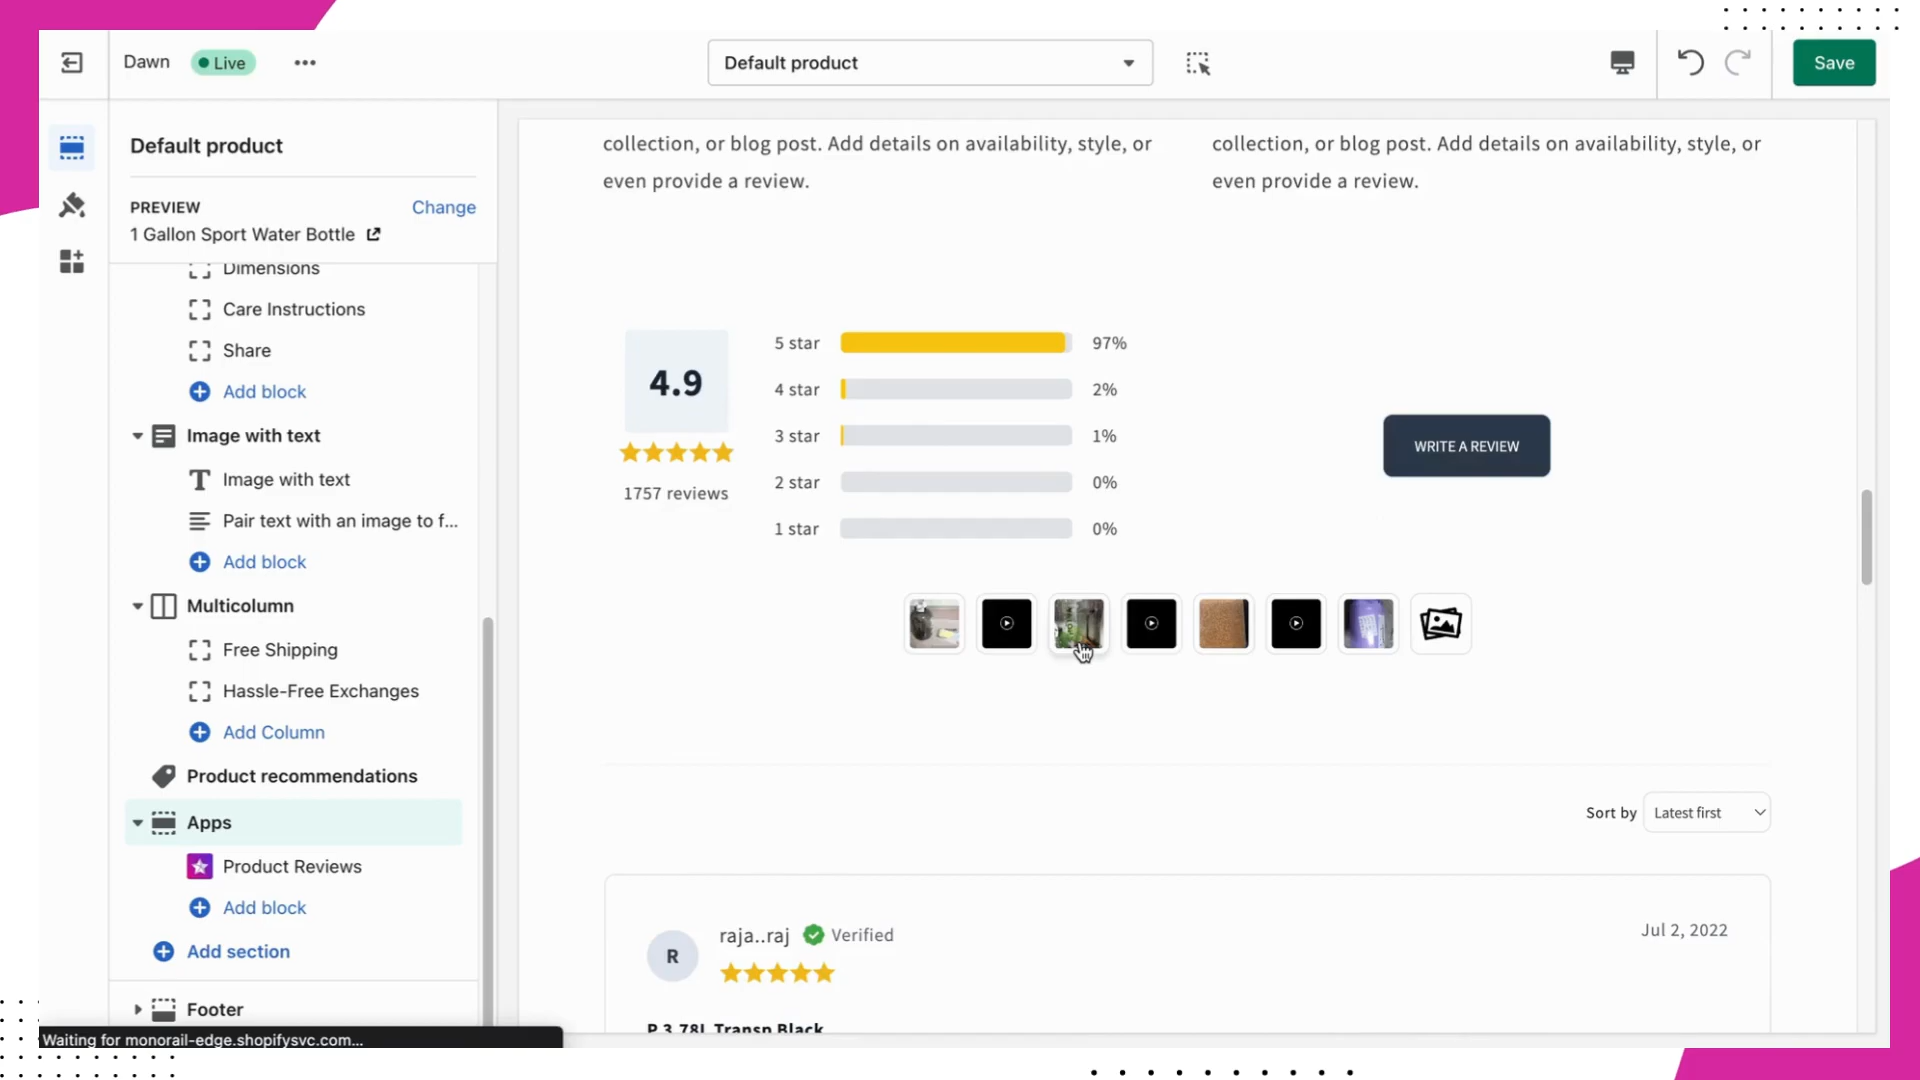 Dawn
Live
Default product
Save
Default product
PREVIEW
Change
1 Gallon Sport Water Bottle
Dimensions
Care Instructions
Share
Add block
Image with text
Image with text
Pair text with an image to f...
Add block
Multicolumn
Free Shipping
Hassle-Free Exchanges
Add Column
Product recommendations
Apps
Product Reviews
Add block
Add section
Footer
Waiting for monorail-edge.shopifysvc.com...
collection, or blog post. Add details on availability, style, or
even provide a review.
collection, or blog post. Add details on availability, style, or
even provide a review.
4.9
1757 reviews
5 star 97%
4 star 2%
3 star 1%
2 star 0%
1 star 0%
WRITE A REVIEW
Sort by Latest first
R
raja..raj Verified
Jul 2, 2022
P 3.78L Transp Black